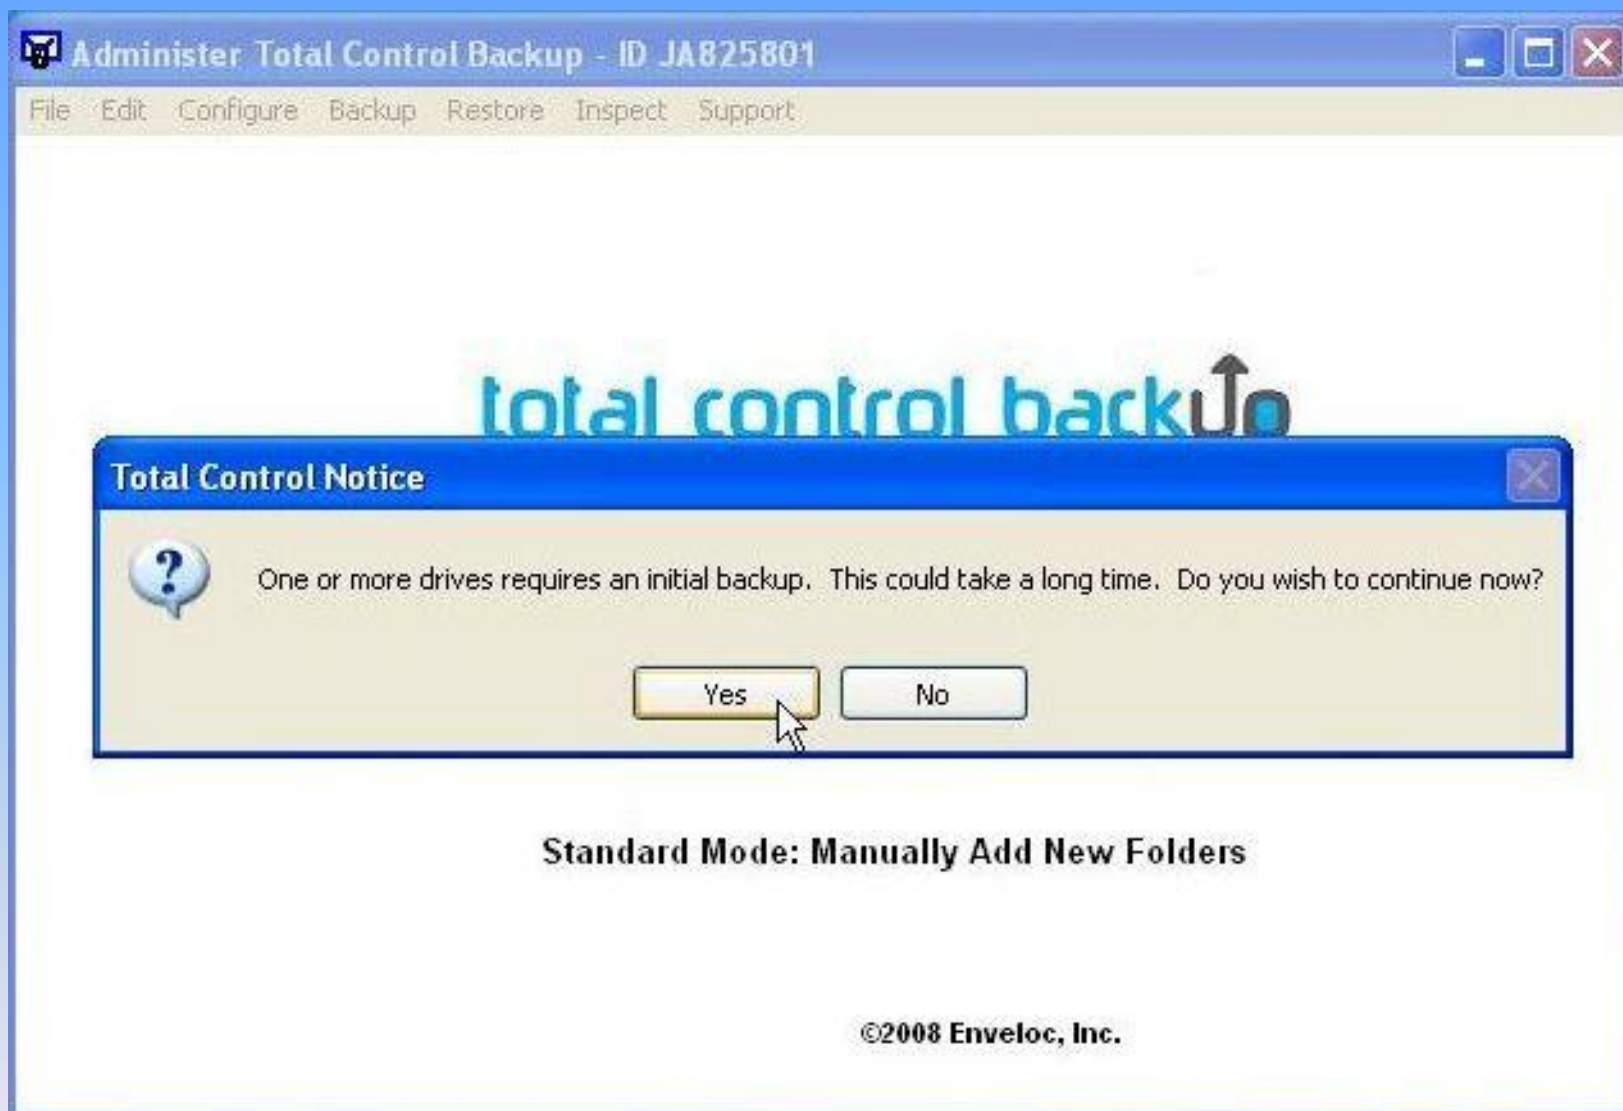 Administer Total Control Backup - ID JA825801
File Edit Configure Backup Restore Inspect Support
total control backup
Total Control Notice
One or more drives requires an initial backup. This could take a long time. Do you wish to continue now?
Yes No
Standard Mode: Manually Add New Folders
©2008 Enveloc, Inc.